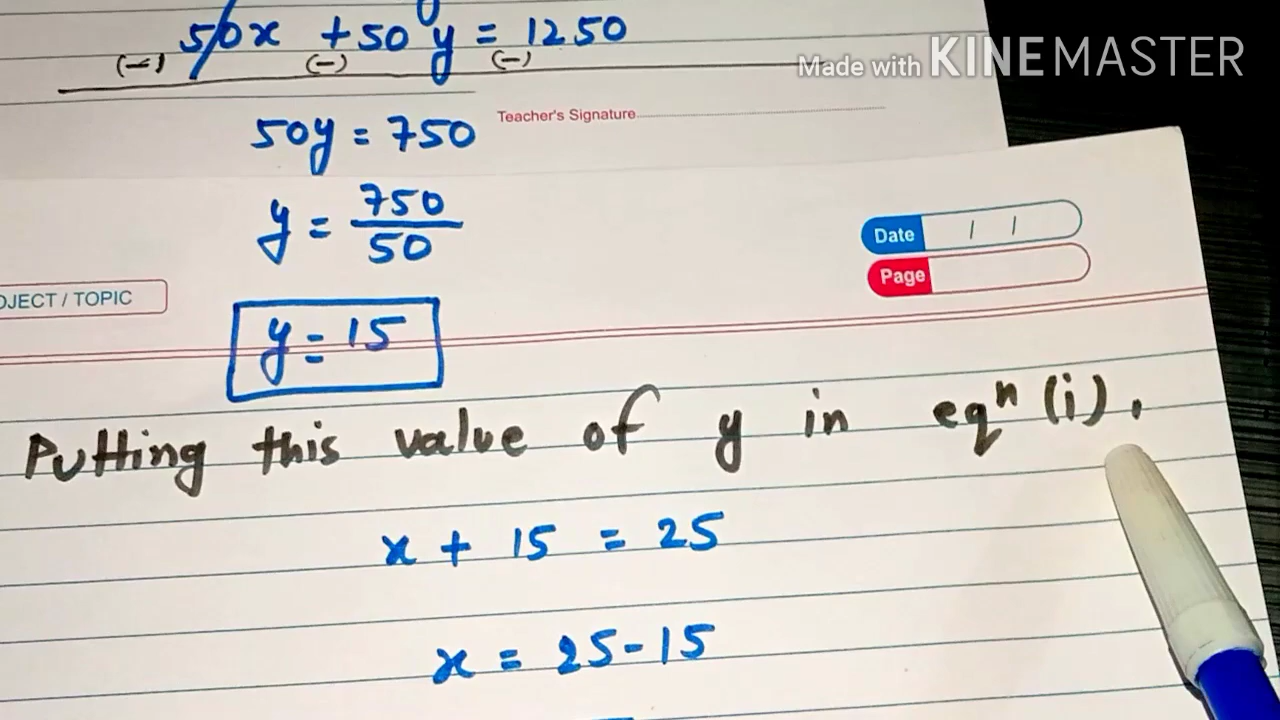 50x +50y = 1250
(-) (-) (-)
Made with KINEMASTER
Teacher's Signature
50y = 750
y = 750/50
Date
Page
OJECT / TOPIC
y = 15
Putting this value of y in eqⁿ (i).
x + 15 = 25
x = 25-15